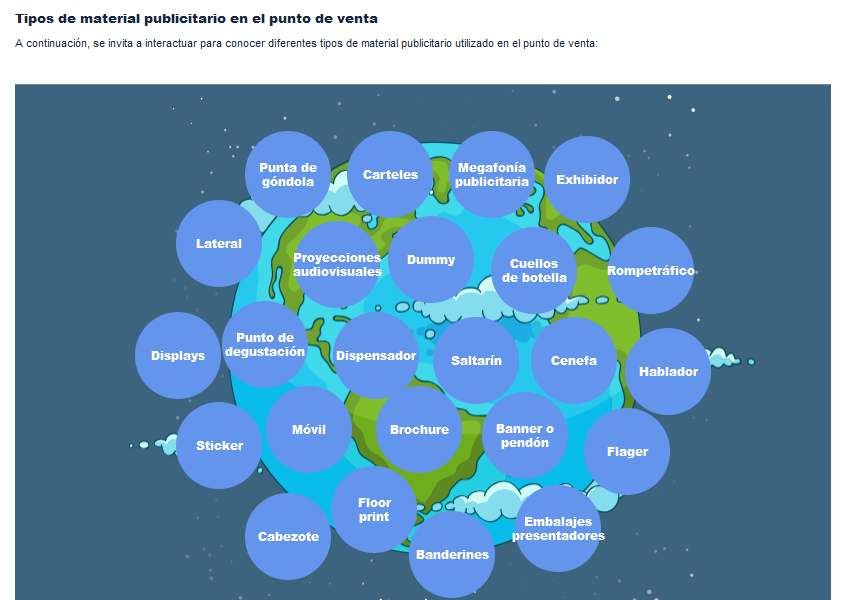 Tipos de material publicitario en el punto de venta
A continuación, se invita a interactuar para conocer diferentes tipos de material publicitario utilizado en el punto de venta:
Punta de
góndola
Carteles
Megafonía
publicitaria
Exhibidor
Lateral
Proyecciones
audiovisuales
Dummy
Cuellos
de botella
Rompetráfico
Displays
Punto de
degustación
Dispensador
Saltarín
Cenefa
Hablador
Sticker
Móvil
Brochure
Banner o
pendón
Flager
Cabezote
Floor
print
Banderines
Embalajes
presentadores